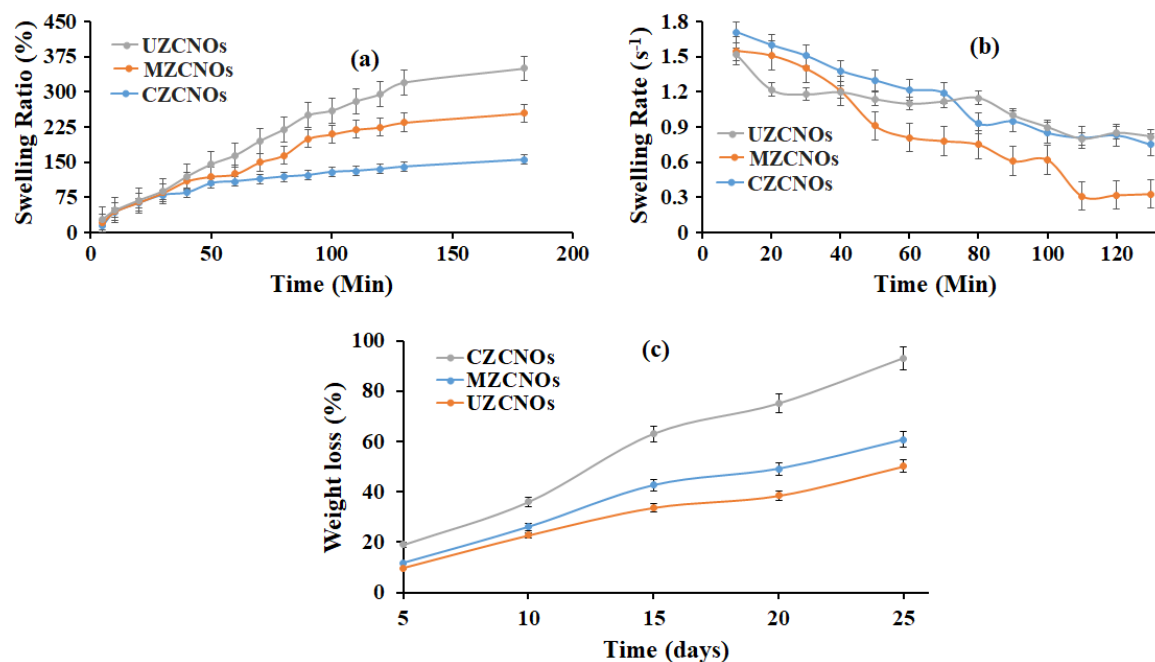 (a)
Swelling Ratio (%)
450
375
300
225
150
75
0
UZCNOs
MZCNOs
CZCNOs
0 50 100 150 200
Time (Min)
(b)
Swelling Rate (s-1)
1.8
1.5
1.2
0.9
0.6
0.3
0
UZCNOs
MZCNOs
CZCNOs
0 20 40 60 80 100 120
Time (Min)
(c)
Weight loss (%)
100
80
60
40
20
0
CZCNOs
MZCNOs
UZCNOs
5 10 15 20 25
Time (days)